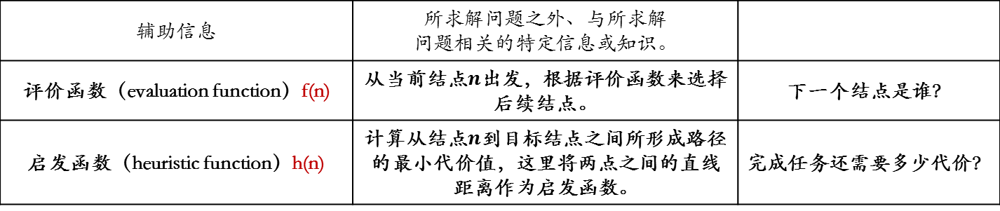 辅助信息
所求解问题之外、与所求解
问题相关的特定信息或知识。
评价函数（evaluation function）f(n)
从当前结点n出发，根据评价函数来选择
后续结点。
下一个结点是谁？
启发函数（heuristic function）h(n)
计算从结点n到目标结点之间所形成路径
的最小代价值，这里将两点之间的直线
距离作为启发函数。
完成任务还需要多少代价？